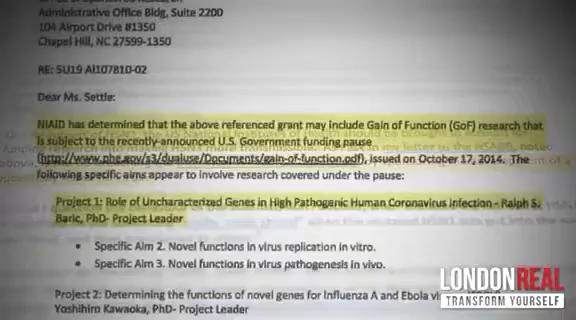 Administrative Office Bldg, Suite 2200
104 Airport Drive #1350
Chapel Hill, NC 27599-1350
RE: 5U19 AI107810-02
Dear Ms. Settle:
NIAID has determined that the above referenced grant may include Gain of Function (GoF) research that
is subject to the recently-announced U.S. Government funding pause
(http://www.phe.gov/s3/dualuse/Documents/gain-of-function.pdf), issued on October 17, 2014. The
following specific aims appear to involve research covered under the pause:
Project 1: Role of Uncharacterized Genes in High Pathogenic Human Coronavirus Infection - Ralph S.
Baric, PhD- Project Leader
• Specific Aim 2. Novel functions in virus replication in vitro.
• Specific Aim 3. Novel functions in virus pathogenesis in vivo.
Project 2: Determining the functions of novel genes for Influenza A and Ebola
Yoshihiro Kawaoka, PhD- Project Leader
LONDONREAL
TRANSFORM YOURSELF